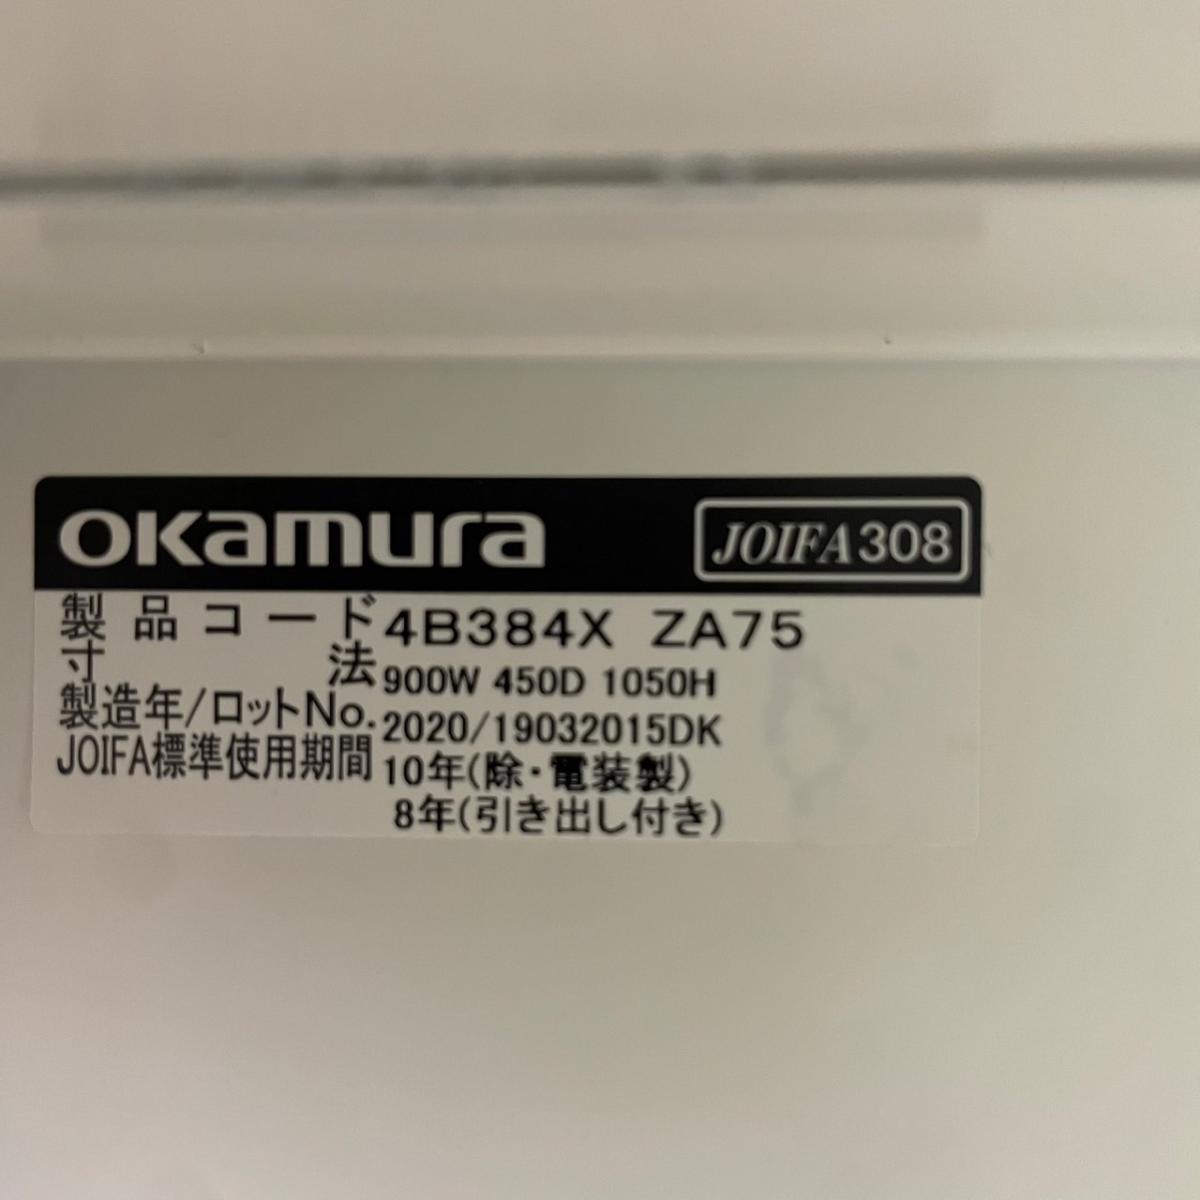 okamura JOIFA308
製品コード 4B384X ZA75
寸法 900W 450D 1050H
製造年/ロットNo. 2020/19032015DK
JOIFA標準使用期間 10年(除・電装製)
8年(引き出し付き)